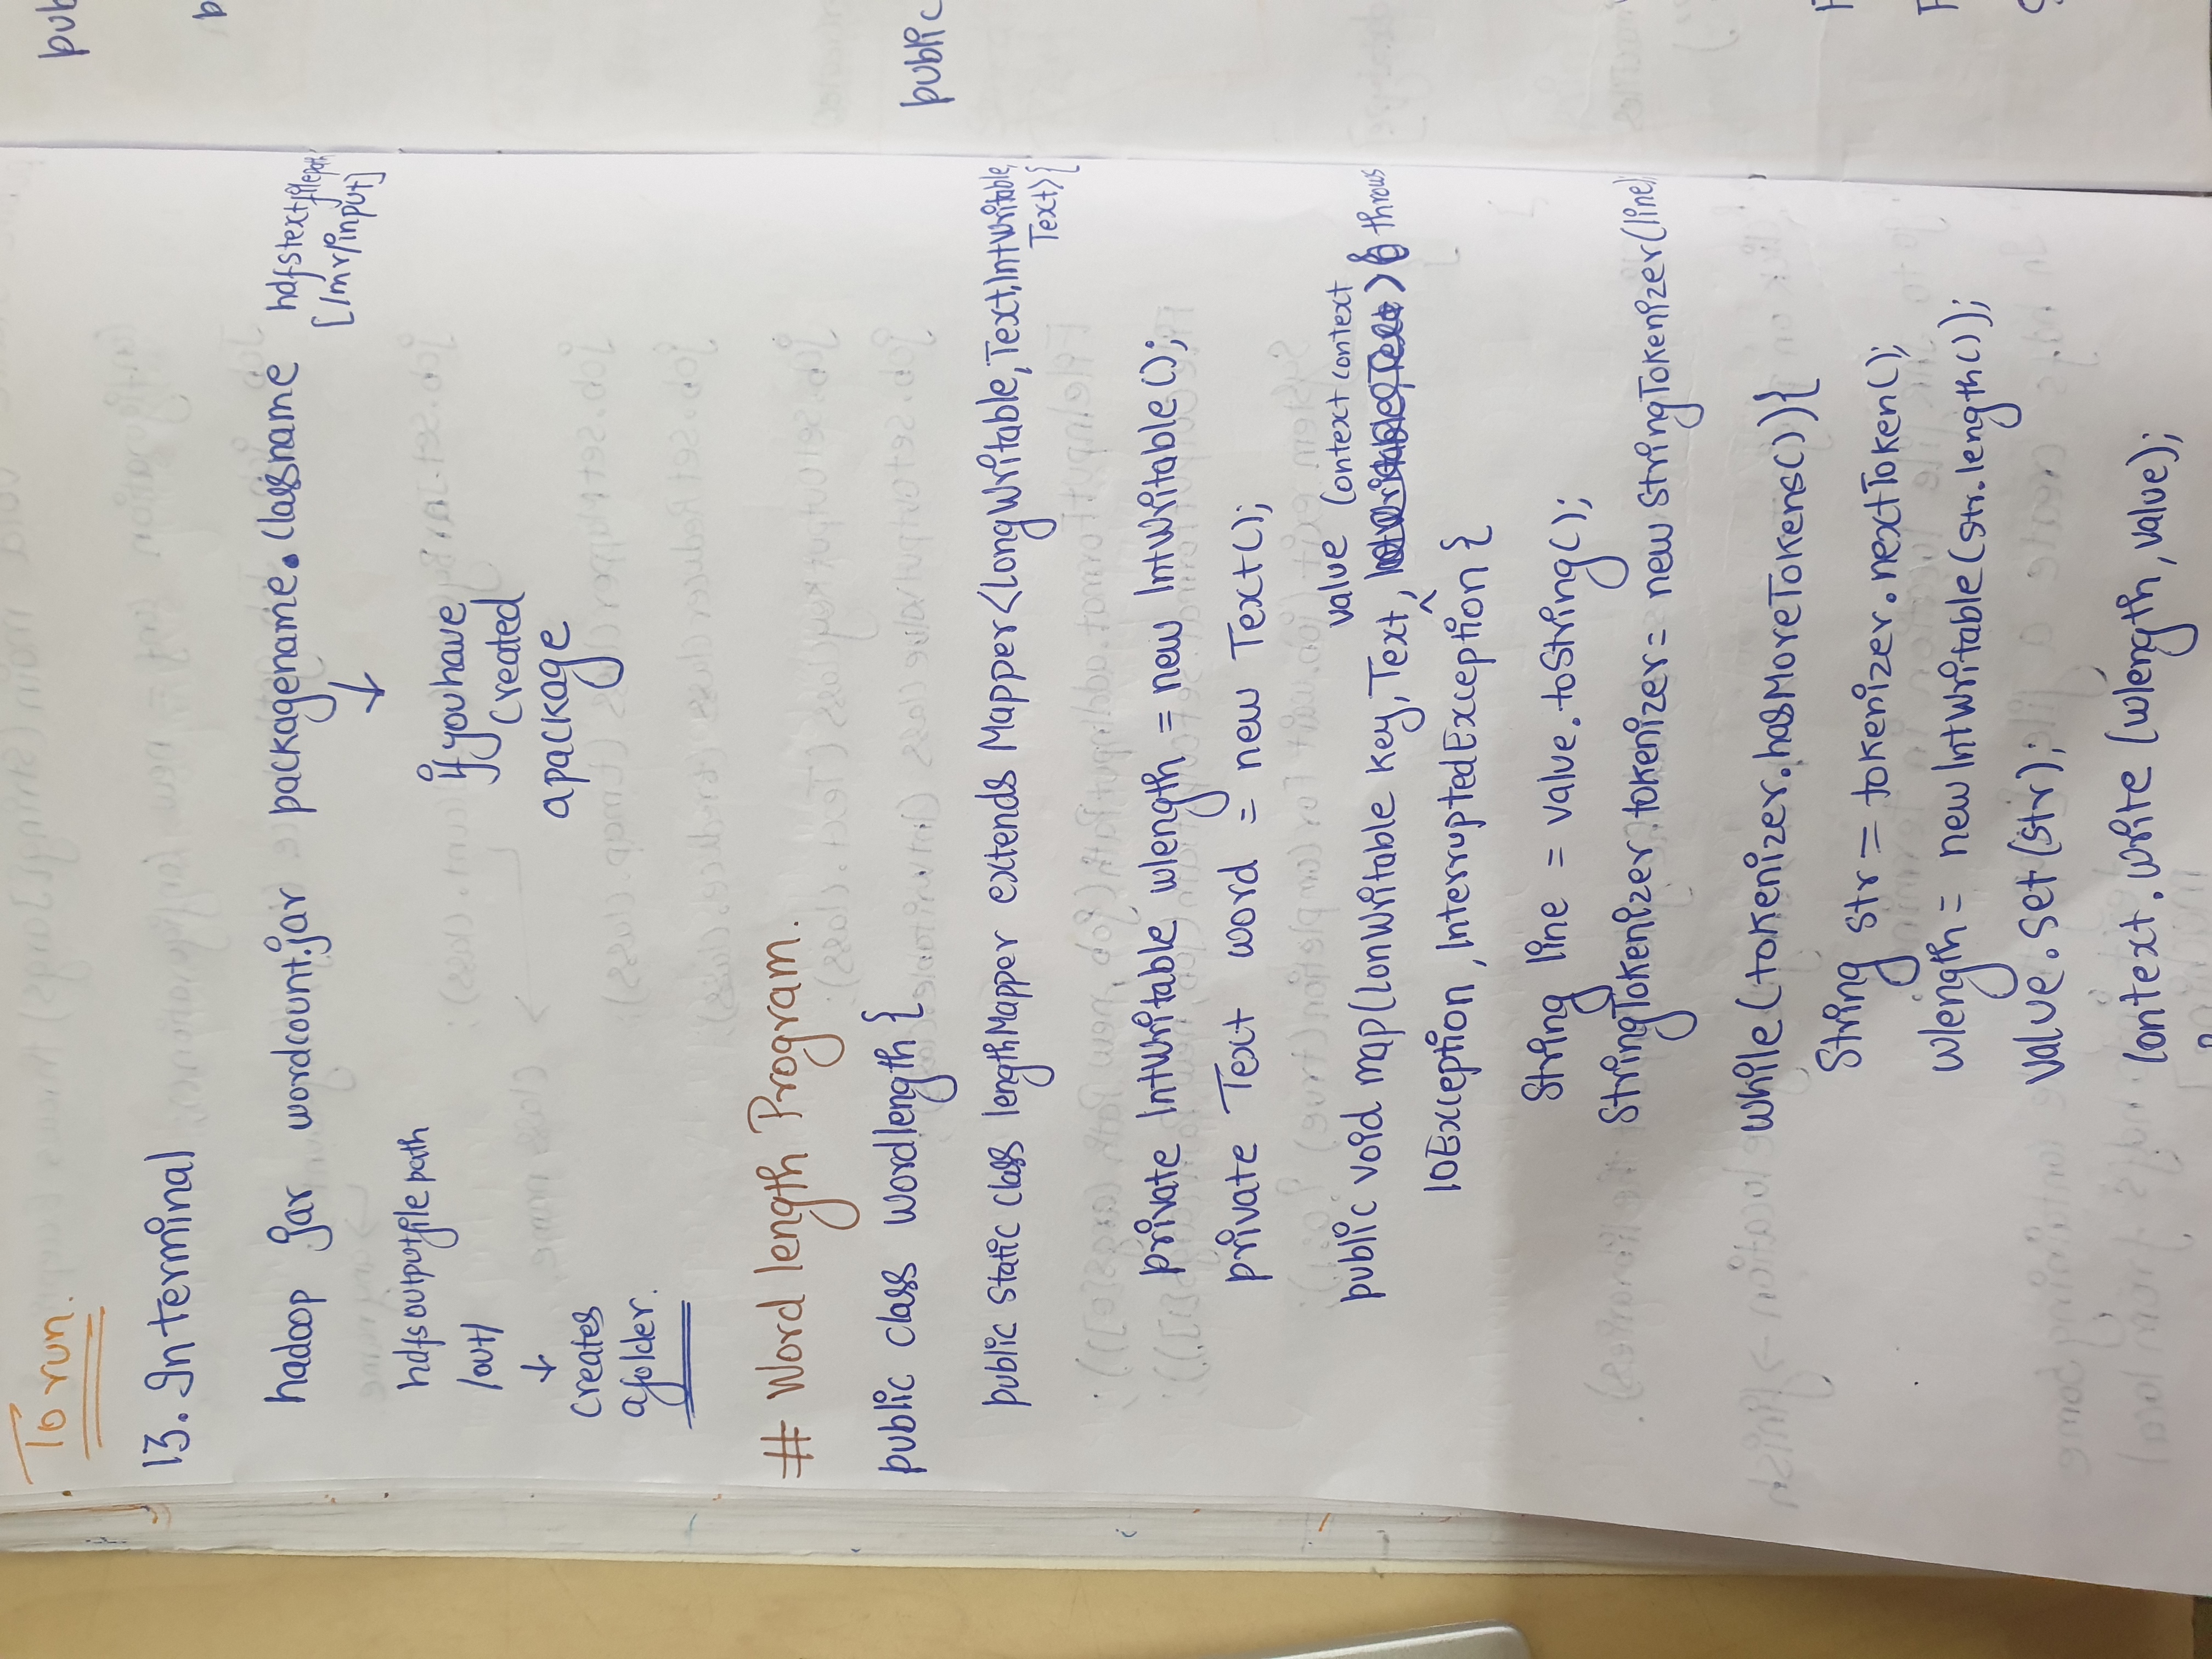 To run.
13. In terminal
hadoop jar wordcount.jar packagename.classname hdfstextfilepath
[/mr/input]
↓
hdfs outputfile path
/out/
↓
creates
a folder.
if you have
created
a package
# Word length Program.
public class Wordlength {
public static class lengthMapper extends Mapper<LongWritable, Text, IntWritable,
Text>{
private IntWritable wlength = new IntWritable();
private Text word = new Text();
value Context context
public void map(LonWritable key, Text, ) throws
IOException, InterruptedException {
String line = value.toString();
StringTokenizer tokenizer = new StringTokenizer(line);
while(tokenizer.hasMoreTokens()){
String str = tokenizer.nextToken();
wlength = new IntWritable(str.length());
value.set(str);
context.write (wlength, value);
pub
public